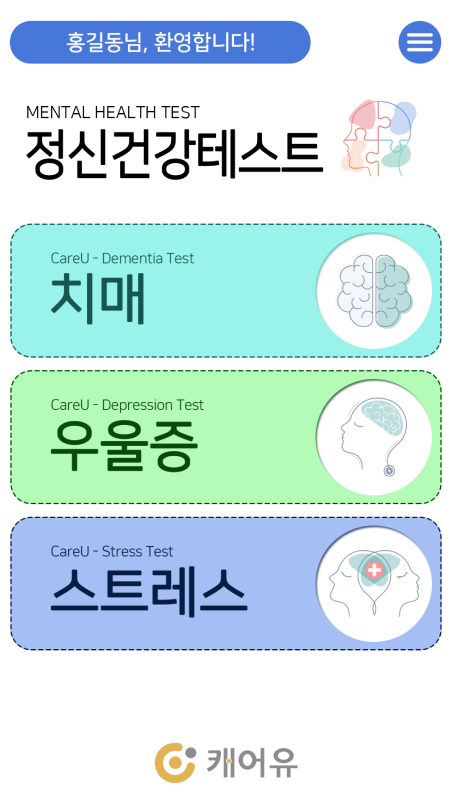 홍길동님, 환영합니다!
MENTAL HEALTH TEST
정신건강테스트
CareU - Dementia Test
치매
CareU - Depression Test
우울증
CareU - Stress Test
스트레스
캐어유